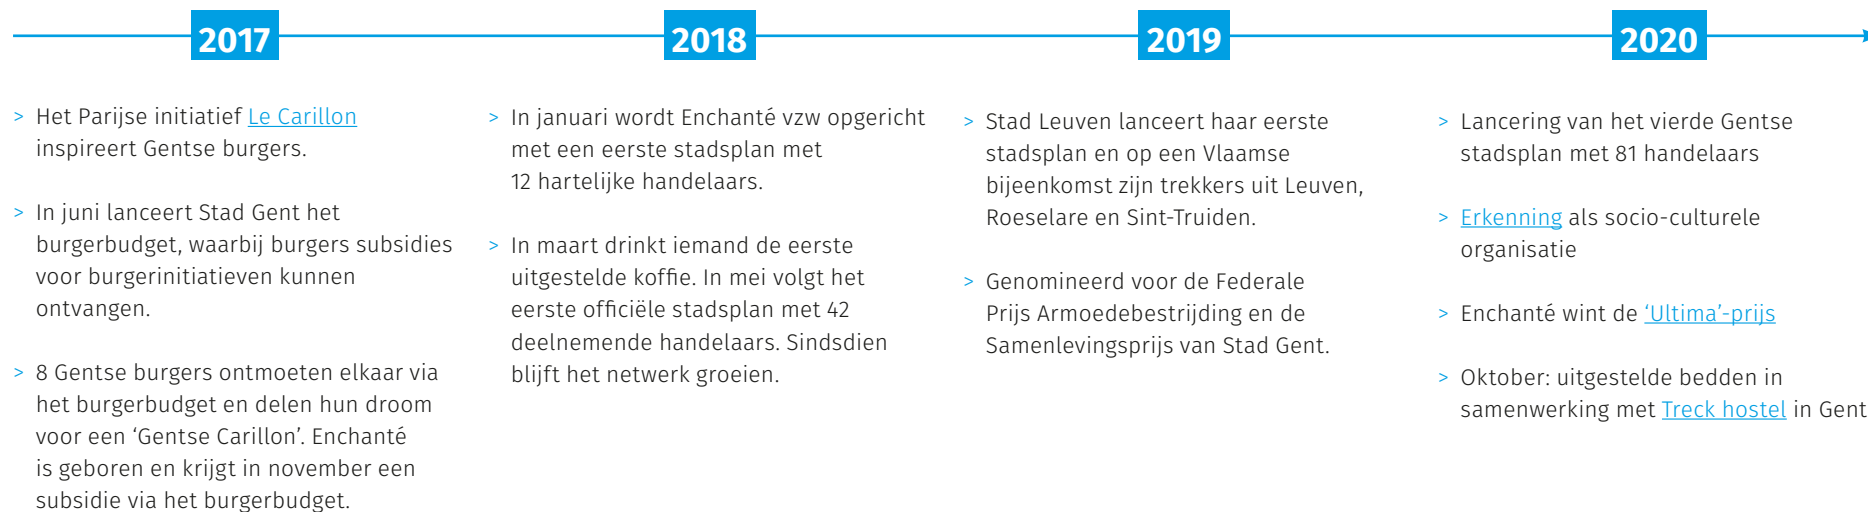 2017
> Het Parijse initiatief Le Carillon
inspireert Gentse burgers.
> In juni lanceert Stad Gent het
burgerbudget, waarbij burgers subsidies
voor burgerinitiatieven kunnen
ontvangen.
> 8 Gentse burgers ontmoeten elkaar via
het burgerbudget en delen hun droom
voor een ‘Gentse Carillon’. Enchanté
is geboren en krijgt in november een
subsidie via het burgerbudget.
2018
> In januari wordt Enchanté vzw opgericht
met een eerste stadsplan met
12 hartelijke handelaars.
> In maart drinkt iemand de eerste
uitgestelde koffie. In mei volgt het
eerste officiële stadsplan met 42
deelnemende handelaars. Sindsdien
blijft het netwerk groeien.
2019
> Stad Leuven lanceert haar eerste
stadsplan en op een Vlaamse
bijeenkomst zijn trekkers uit Leuven,
Roeselare en Sint-Truiden.
> Genomineerd voor de Federale
Prijs Armoedebestrijding en de
Samenlevingsprijs van Stad Gent.
2020
> Lancering van het vierde Gentse
stadsplan met 81 handelaars
> Erkenning als socio-culturele
organisatie
> Enchanté wint de ‘Ultima’-prijs
> Oktober: uitgestelde bedden in
samenwerking met Treck hostel in Gent